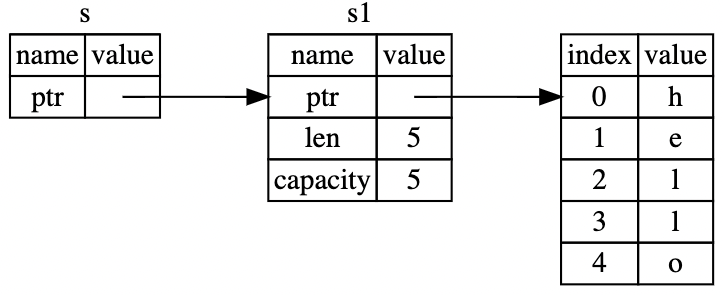 s
name value
ptr
s1
name value
ptr
len 5
capacity 5
index value
0 h
1 e
2 l
3 l
4 o